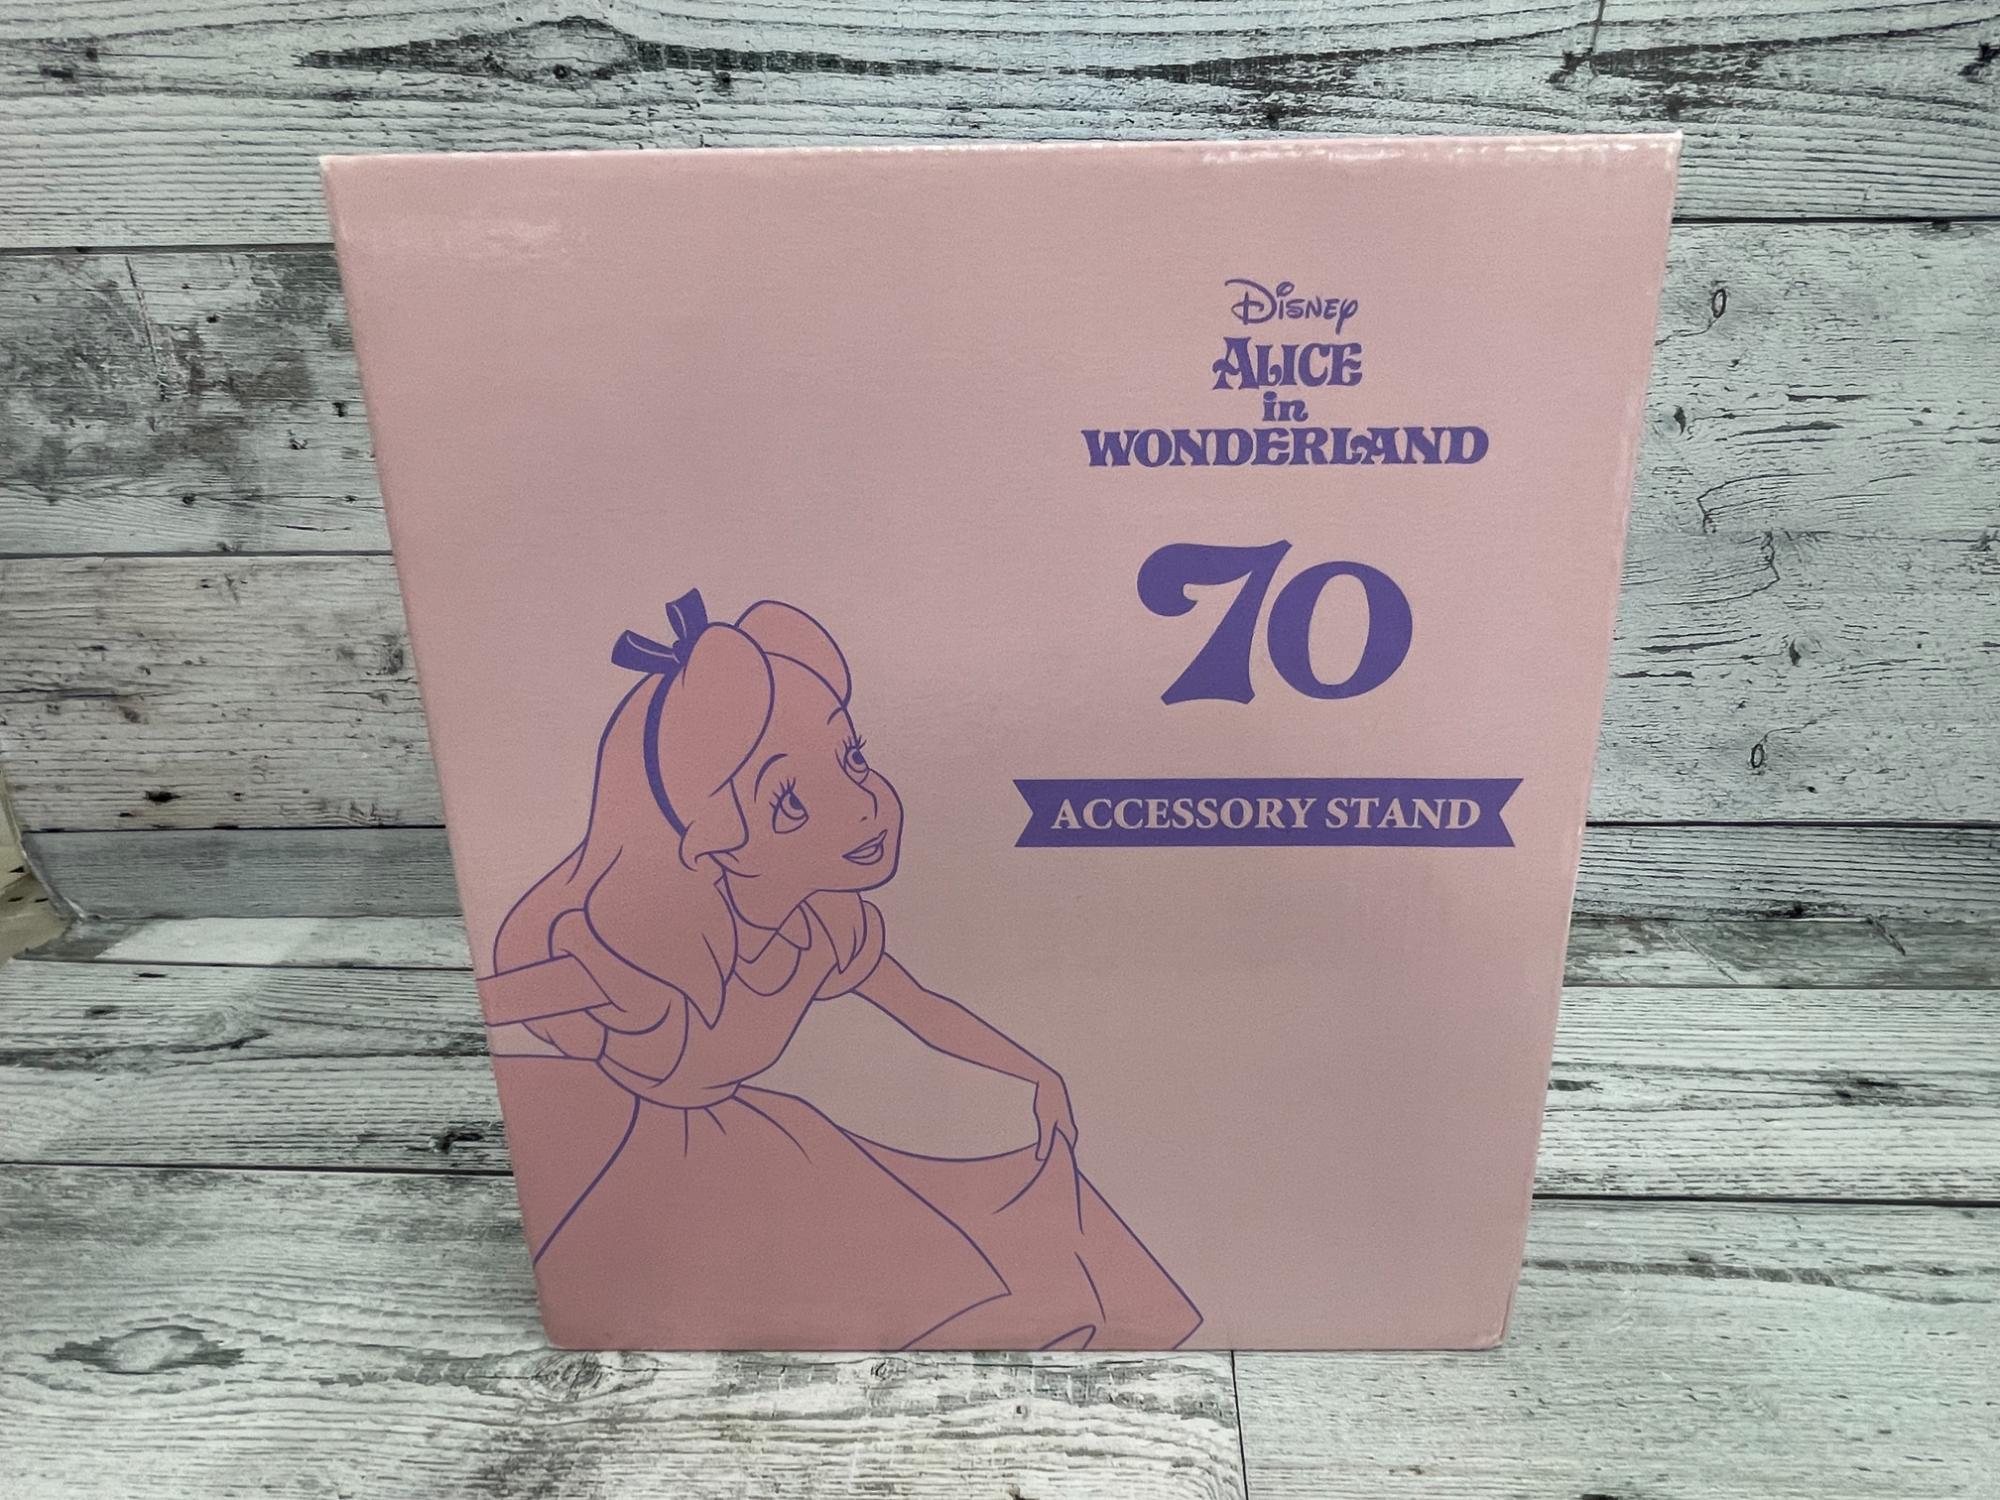 Disney
ALICE
in
WONDERLAND
70
ACCESSORY STAND